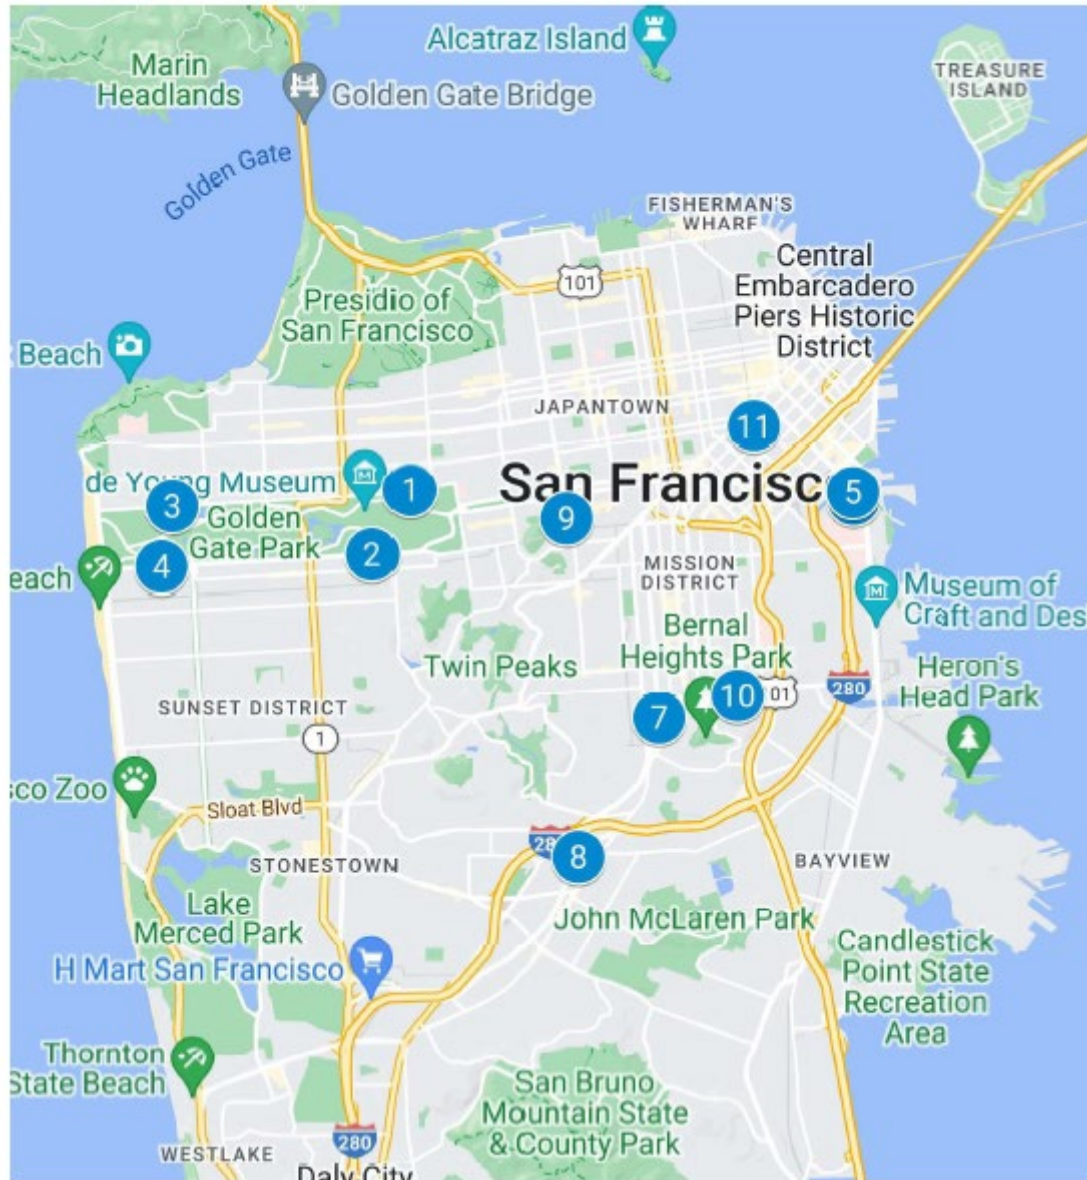 Alcatraz Island
Marin
Headlands
Golden Gate Bridge
TREASURE
ISLAND
Golden Gate
FISHERMAN'S
WHARF
Central
Embarcadero
Piers Historic
District
101
Presidio of
San Francisco
Beach
JAPANTOWN
11
de Young Museum
1
San Francisc
5
3
Golden
Gate Park
2
9
4
each
MISSION
DISTRICT
Museum of
Craft and Des
Bernal
Heights Park
Twin Peaks
Heron's
Head Park
10
01
280
7
SUNSET DISTRICT
1
sco Zoo
Sloat Blvd
280
8
STONESTOWN
BAYVIEW
Lake
Merced Park
John McLaren Park
H Mart San Francisco
Candlestick
Point State
Recreation
Area
Thornton
State Beach
San Bruno
Mountain State
& County Park
280
WESTLAKE
Daly City